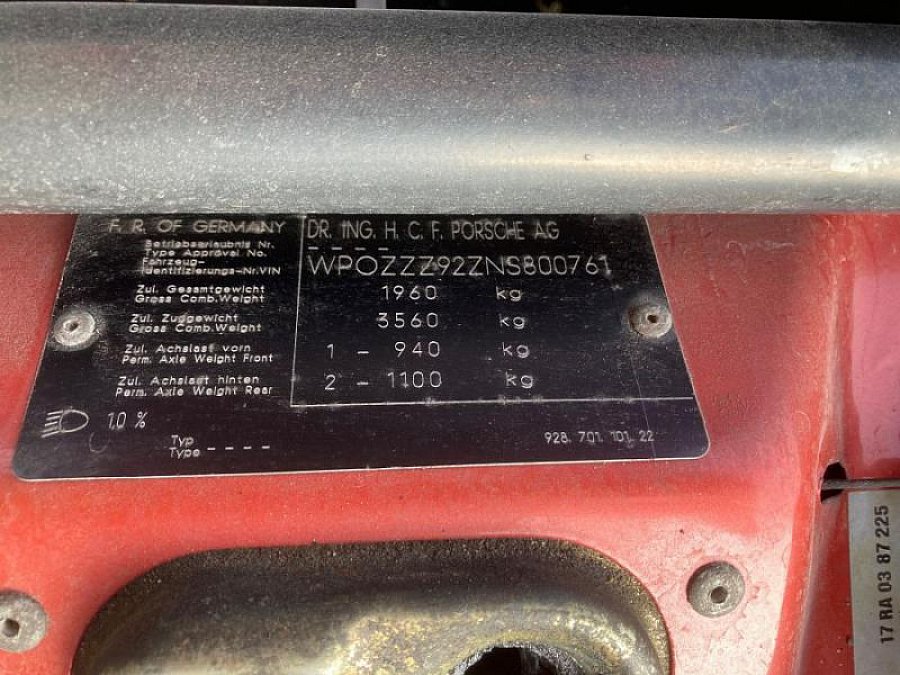 F. R. OF GERMANY
DR. ING. H. C. F. PORSCHE AG
Betriebserlaubnis Nr.
Type Approval No.
- - - -
Fahrzeug-
Identifizierungs-Nr.VIN
WPOZZZ92ZNS800761
Zul. Gesamtgewicht
Gross Comb.Weight
1960 kg
Zul. Zuggewicht
Gross Comb.Weight
3560 kg
Zul. Achslast vorn
Perm. Axle Weight Front
1 - 940 kg
Zul. Achslast hinten
Perm. Axle Weight Rear
2 - 1100 kg
1.0 %
Typ
Type - - - -
928. 701. 101. 22
17 RA 03 87 225